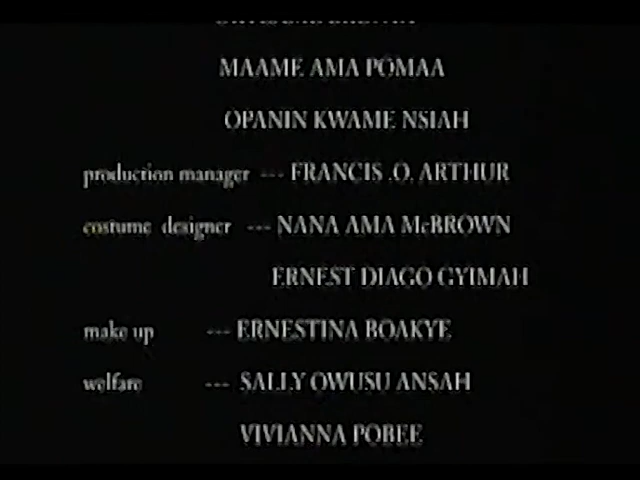 MAAME AMA POMAA
OPANIN KWAME NSIAH
production manager --- FRANCIS .O. ARTHUR
costume designer --- NANA AMA McBROWN
ERNEST DIAGO GYIMAH
make up --- ERNESTINA BOAKYE
welfare --- SALLY OWUSU ANSAH
VIVIANNA POBEE